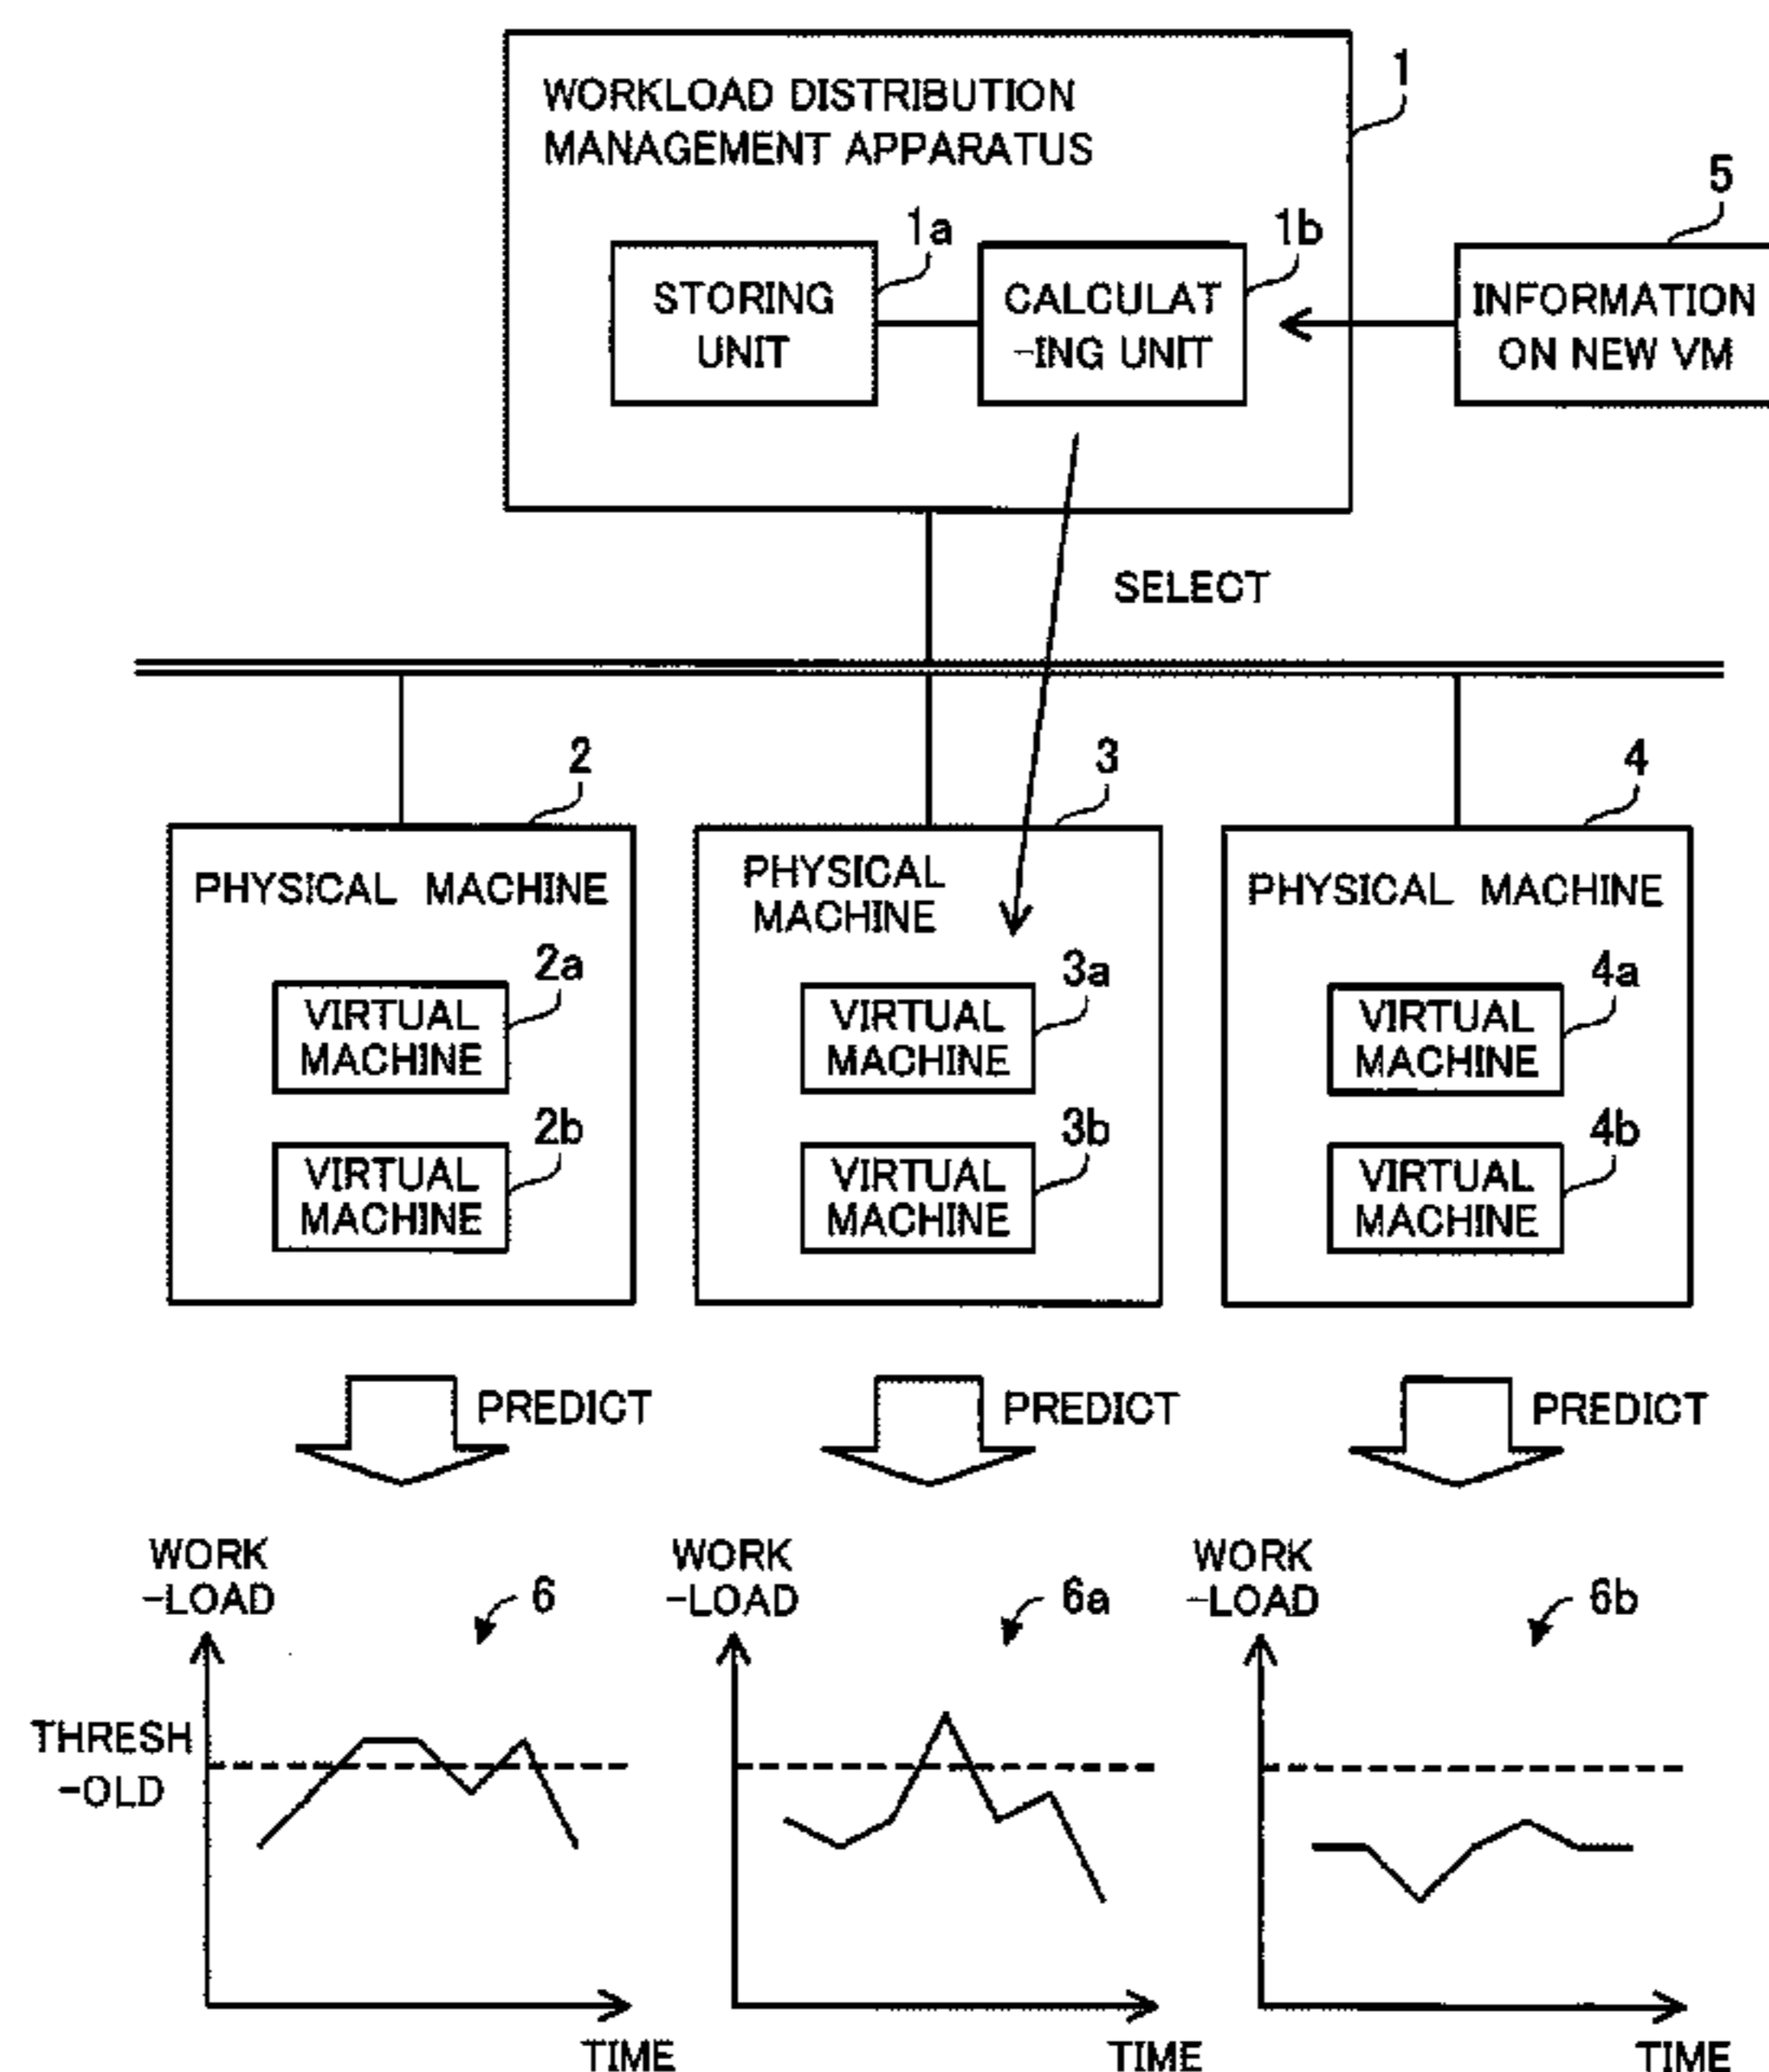 WORKLOAD DISTRIBUTION
MANAGEMENT APPARATUS
1
1a
1b
5
STORING
UNIT
CALCULAT
-ING UNIT
INFORMATION
ON NEW VM
SELECT
2
3
4
PHYSICAL MACHINE
PHYSICAL
MACHINE
PHYSICAL MACHINE
2a
VIRTUAL
MACHINE
2b
VIRTUAL
MACHINE
3a
VIRTUAL
MACHINE
3b
VIRTUAL
MACHINE
4a
VIRTUAL
MACHINE
4b
VIRTUAL
MACHINE
PREDICT
PREDICT
PREDICT
WORK
-LOAD
6
THRESH
-OLD
TIME
WORK
-LOAD
6a
TIME
WORK
-LOAD
6b
TIME